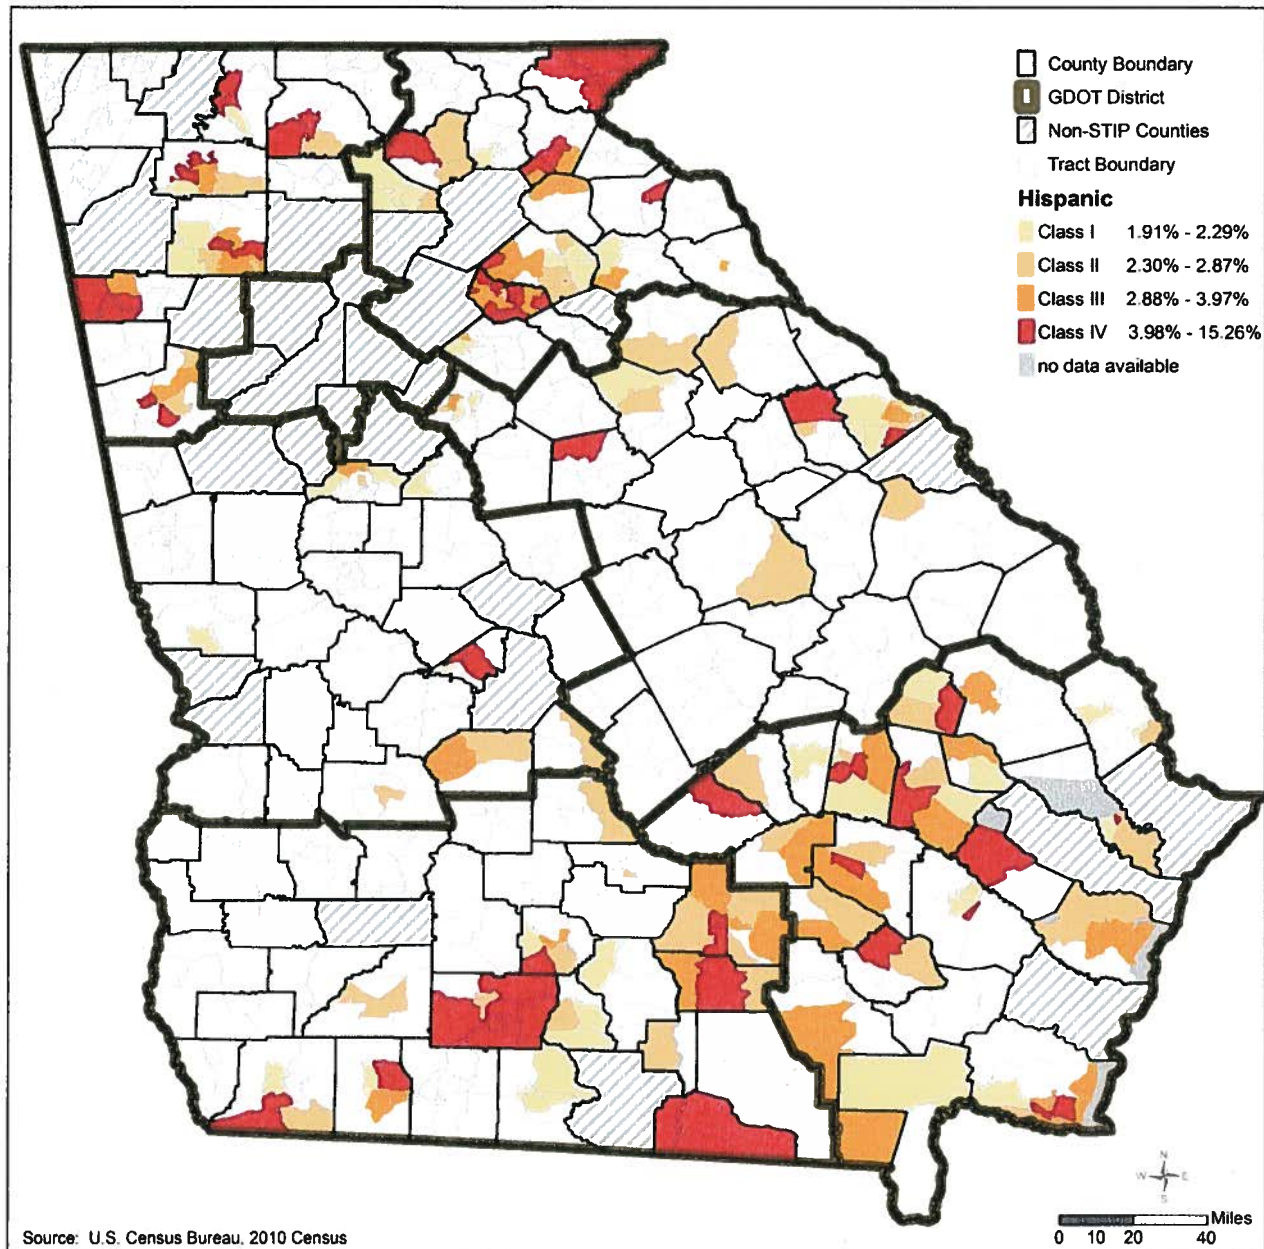 County Boundary
GDOT District
Non-STIP Counties
Tract Boundary
Hispanic
Class I 1.91% - 2.29%
Class II 2.30% - 2.87%
Class III 2.88% - 3.97%
Class IV 3.98% - 15.26%
no data available
N
W E
S
Miles
0 10 20 40
Source: U.S. Census Bureau, 2010 Census